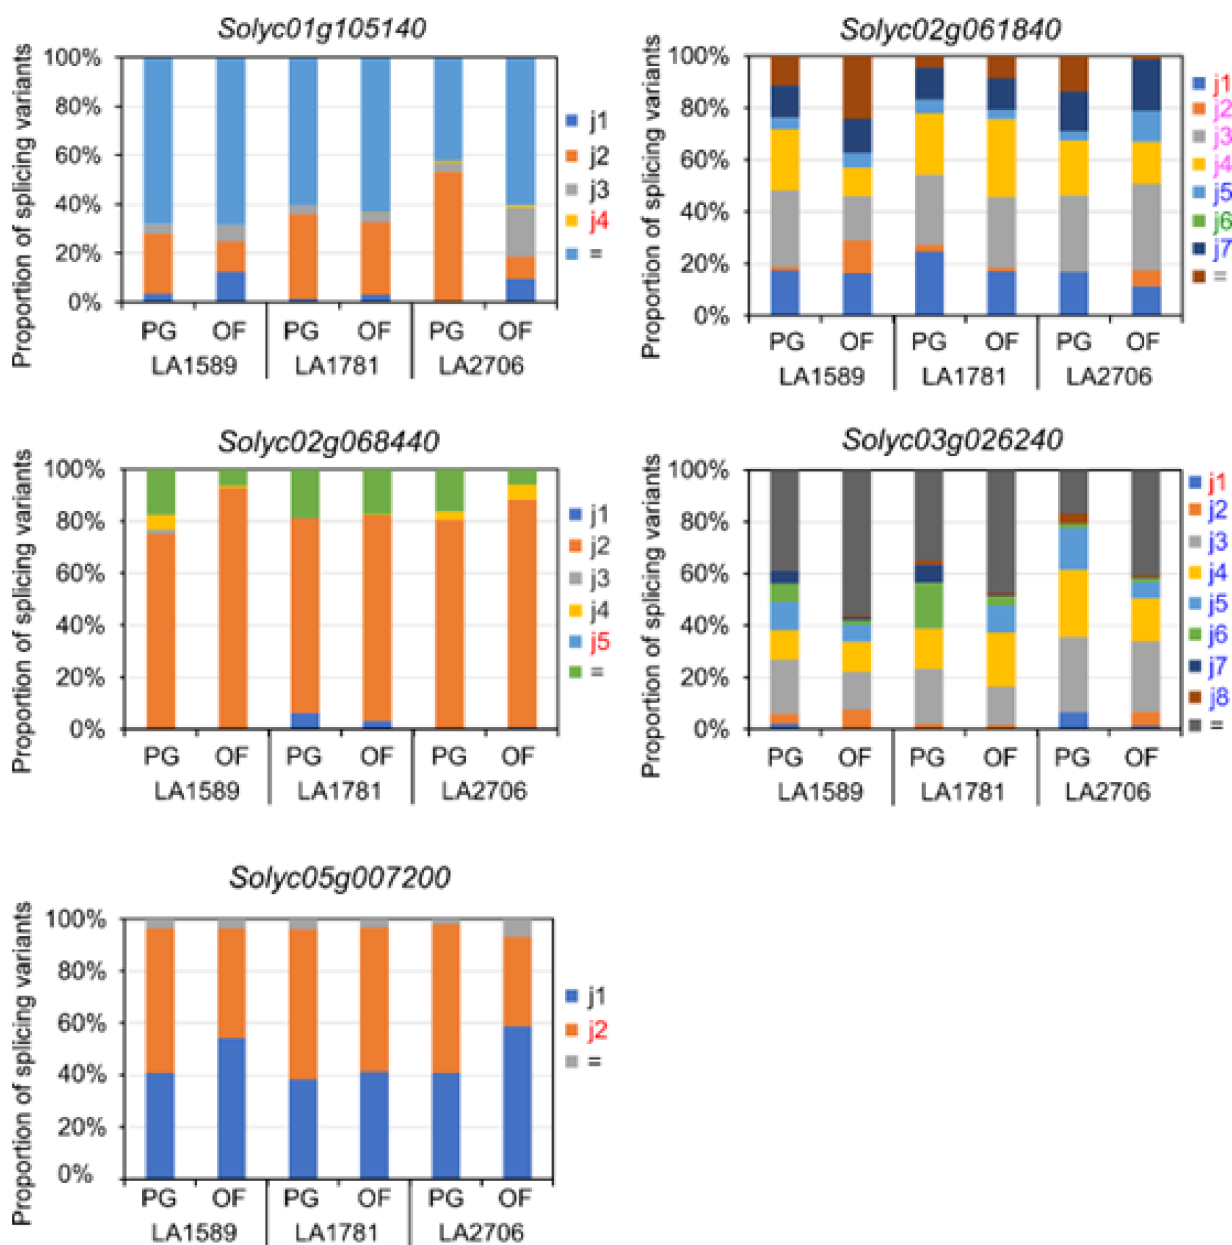 Solyc01g105140
Proportion of splicing variants
100%
80%
60%
40%
20%
0%
PG OF PG OF PG OF
LA1589 LA1781 LA2706
j1
j2
j3
j4
=
Solyc02g061840
Proportion of splicing variants
100%
80%
60%
40%
20%
0%
PG OF PG OF PG OF
LA1589 LA1781 LA2706
j1
j2
j3
j4
j5
j6
j7
=
Solyc02g068440
Proportion of splicing variants
100%
80%
60%
40%
20%
0%
PG OF PG OF PG OF
LA1589 LA1781 LA2706
j1
j2
j3
j4
j5
=
Solyc03g026240
Proportion of splicing variants
100%
80%
60%
40%
20%
0%
PG OF PG OF PG OF
LA1589 LA1781 LA2706
j1
j2
j3
j4
j5
j6
j7
j8
=
Solyc05g007200
Proportion of splicing variants
100%
80%
60%
40%
20%
0%
PG OF PG OF PG OF
LA1589 LA1781 LA2706
j1
j2
=